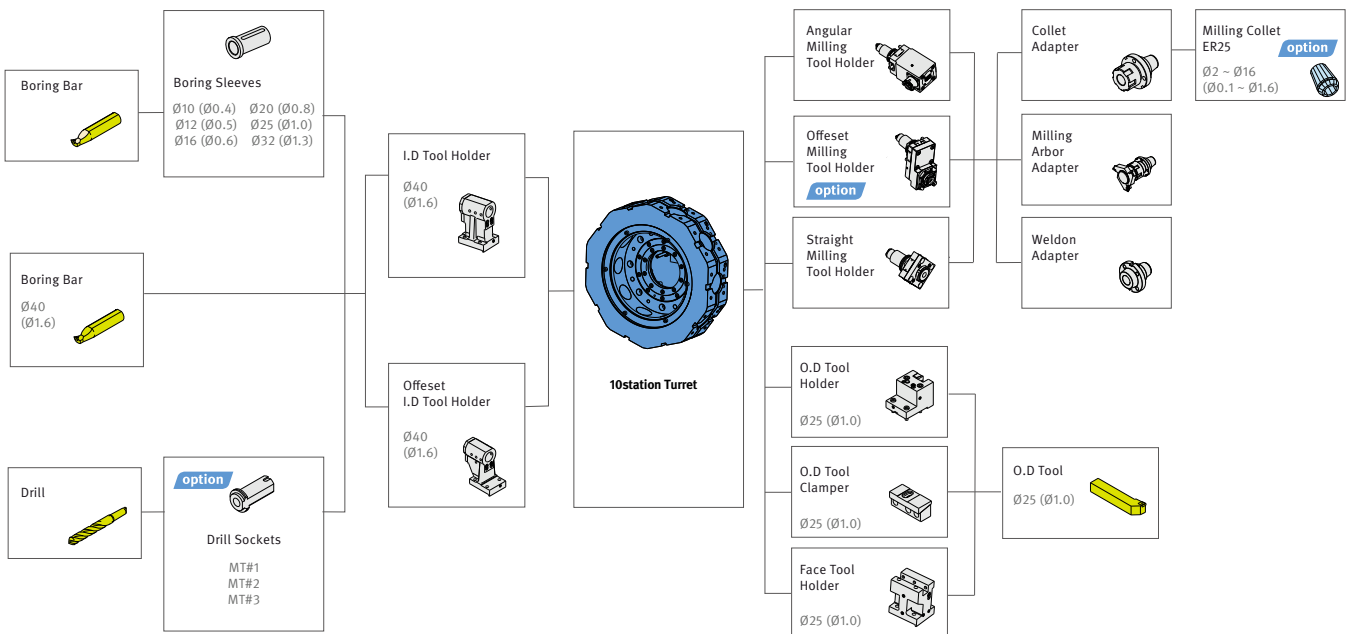 Boring Bar
Boring Sleeves
Ø10 (Ø0.4) Ø20 (Ø0.8)
Ø12 (Ø0.5) Ø25 (Ø1.0)
Ø16 (Ø0.6) Ø32 (Ø1.3)
Boring Bar
Ø40
(Ø1.6)
Drill
option
Drill Sockets
MT#1
MT#2
MT#3
I.D Tool Holder
Ø40
(Ø1.6)
Offeset
I.D Tool Holder
Ø40
(Ø1.6)
10station Turret
Angular
Milling
Tool Holder
Offeset
Milling
Tool Holder
option
Straight
Milling
Tool Holder
Collet
Adapter
Milling Collet
ER25
option
Ø2 ~ Ø16
(Ø0.1 ~ Ø1.6)
Milling
Arbor
Adapter
Weldon
Adapter
O.D Tool
Holder
Ø25 (Ø1.0)
O.D Tool
Clamper
Ø25 (Ø1.0)
Face Tool
Holder
Ø25 (Ø1.0)
O.D Tool
Ø25 (Ø1.0)